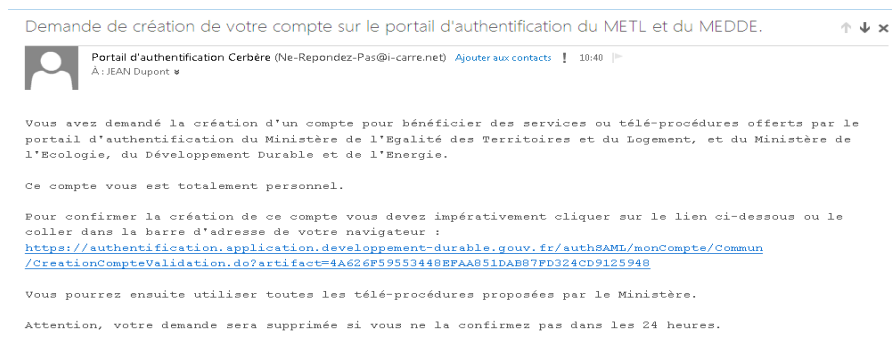 Demande de création de votre compte sur le portail d'authentification du METL et du MEDDE.
Portail d'authentification Cerbère (Ne-Repondez-Pas@i-carre.net) Ajouter aux contacts ! 10:40
À : JEAN Dupont
Vous avez demandé la création d'un compte pour bénéficier des services ou télé-procédures offerts par le
portail d'authentification du Ministère de l'Egalité des Territoires et du Logement, et du Ministère de
l'Ecologie, du Développement Durable et de l'Energie.
Ce compte vous est totalement personnel.
Pour confirmer la création de ce compte vous devez impérativement cliquer sur le lien ci-dessous ou le
coller dans la barre d'adresse de votre navigateur :
https://authentification.application.developpement-durable.gouv.fr/authSAML/monCompte/Commun
/CreationCompteValidation.do?artifact=4A626F59553448EFAA851DAB87FD324CD9125948
Vous pourrez ensuite utiliser toutes les télé-procédures proposées par le Ministère.
Attention, votre demande sera supprimée si vous ne la confirmez pas dans les 24 heures.